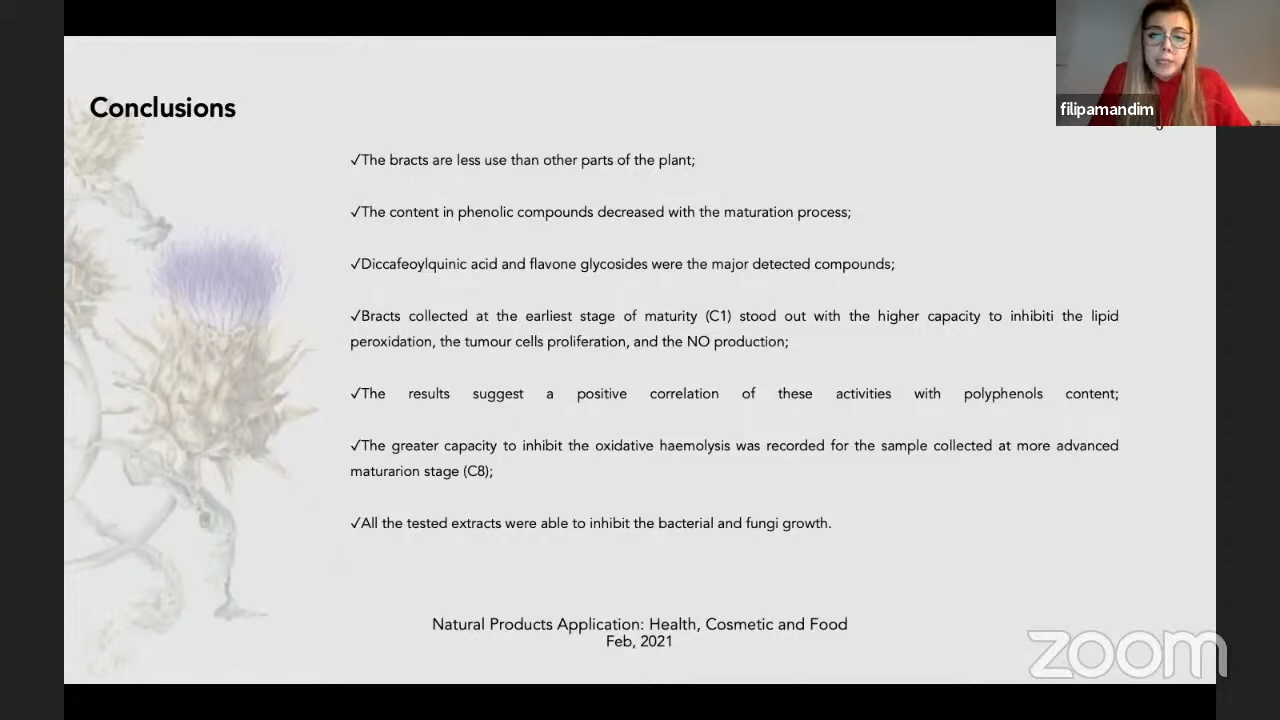 filipamandim
Conclusions
✓The bracts are less use than other parts of the plant;
✓The content in phenolic compounds decreased with the maturation process;
✓Diccafeoylquinic acid and flavone glycosides were the major detected compounds;
✓Bracts collected at the earliest stage of maturity (C1) stood out with the higher capacity to inhibiti the lipid
peroxidation, the tumour cells proliferation, and the NO production;
✓The results suggest a positive correlation of these activities with polyphenols content;
✓The greater capacity to inhibit the oxidative haemolysis was recorded for the sample collected at more advanced
maturarion stage (C8);
✓All the tested extracts were able to inhibit the bacterial and fungi growth.
Natural Products Application: Health, Cosmetic and Food
Feb, 2021
zoom